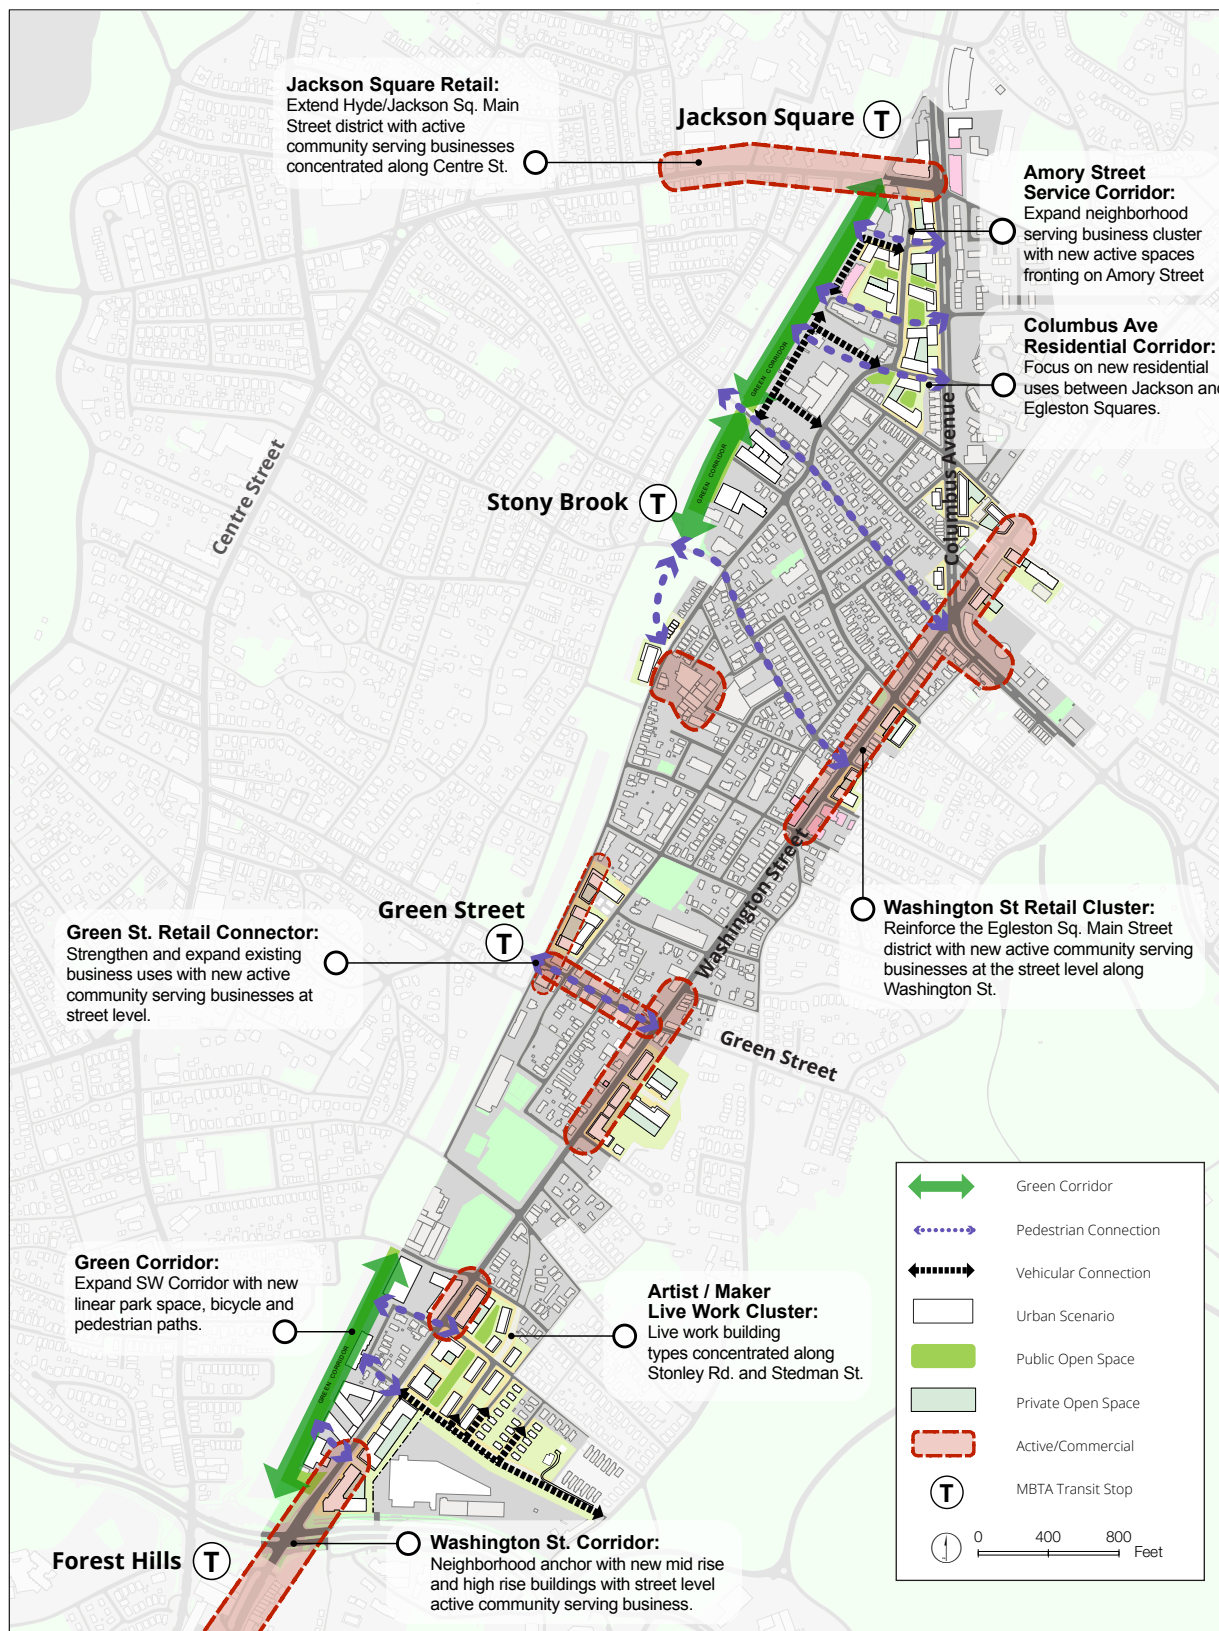 Jackson Square Retail:
Extend Hyde/Jackson Sq. Main
Street district with active
community serving businesses
concentrated along Centre St.
Jackson Square T
Amory Street
Service Corridor:
Expand neighborhood
serving business cluster
with new active spaces
fronting on Amory Street
Columbus Ave
Residential Corridor:
Focus on new residential
uses between Jackson and
Egleston Squares.
GREEN CORRIDOR
GREEN CORRIDOR
Columbus Avenue
Centre Street
Stony Brook T
Washington Street
Green Street
T
Green St. Retail Connector:
Strengthen and expand existing
business uses with new active
community serving businesses at
street level.
Washington St Retail Cluster:
Reinforce the Egleston Sq. Main Street
district with new active community serving
businesses at the street level along
Washington St.
Green Street
Green Corridor:
Expand SW Corridor with new
linear park space, bicycle and
pedestrian paths.
GREEN CORRIDOR
Artist / Maker
Live Work Cluster:
Live work building
types concentrated along
Stonley Rd. and Stedman St.
Forest Hills T
Washington St. Corridor:
Neighborhood anchor with new mid rise
and high rise buildings with street level
active community serving business.
Green Corridor
Pedestrian Connection
Vehicular Connection
Urban Scenario
Public Open Space
Private Open Space
Active/Commercial
T MBTA Transit Stop
0 400 800
Feet